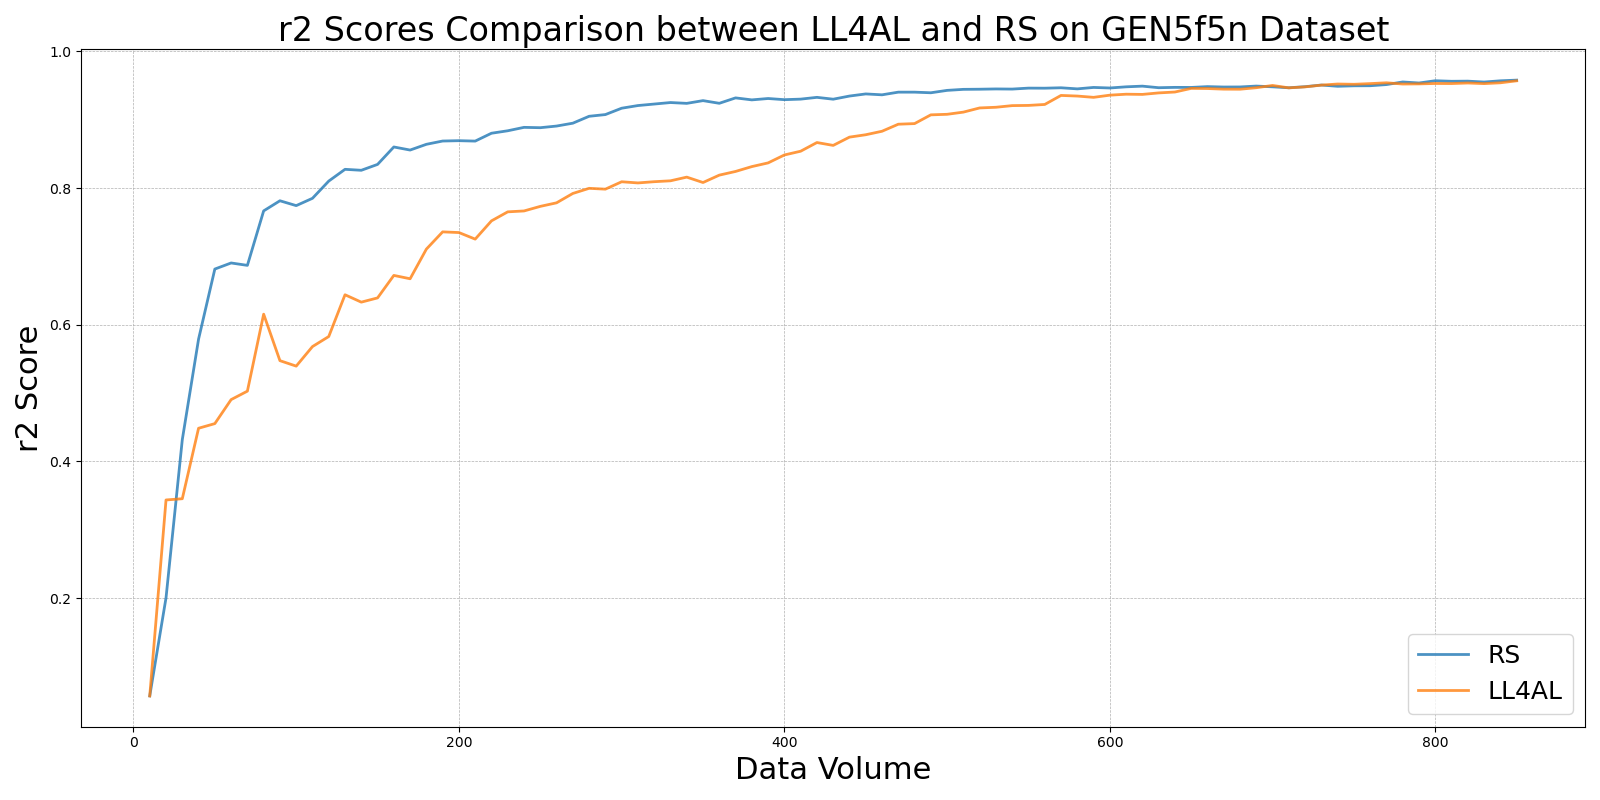 r2 Scores Comparison between LL4AL and RS on GEN5f5n Dataset
1.0
0.8
0.6
0.4
0.2
r2 Score
0 200 400 600 800
Data Volume
RS
LL4AL